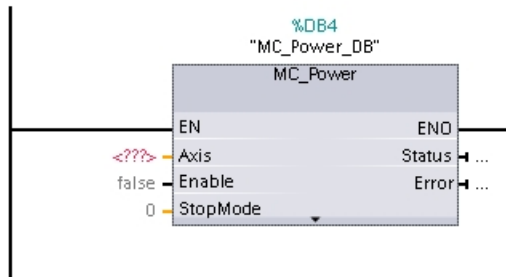 %DB4
"MC_Power_DB"
MC_Power
EN ENO
<???> Axis Status ...
false Enable Error ...
0 StopMode